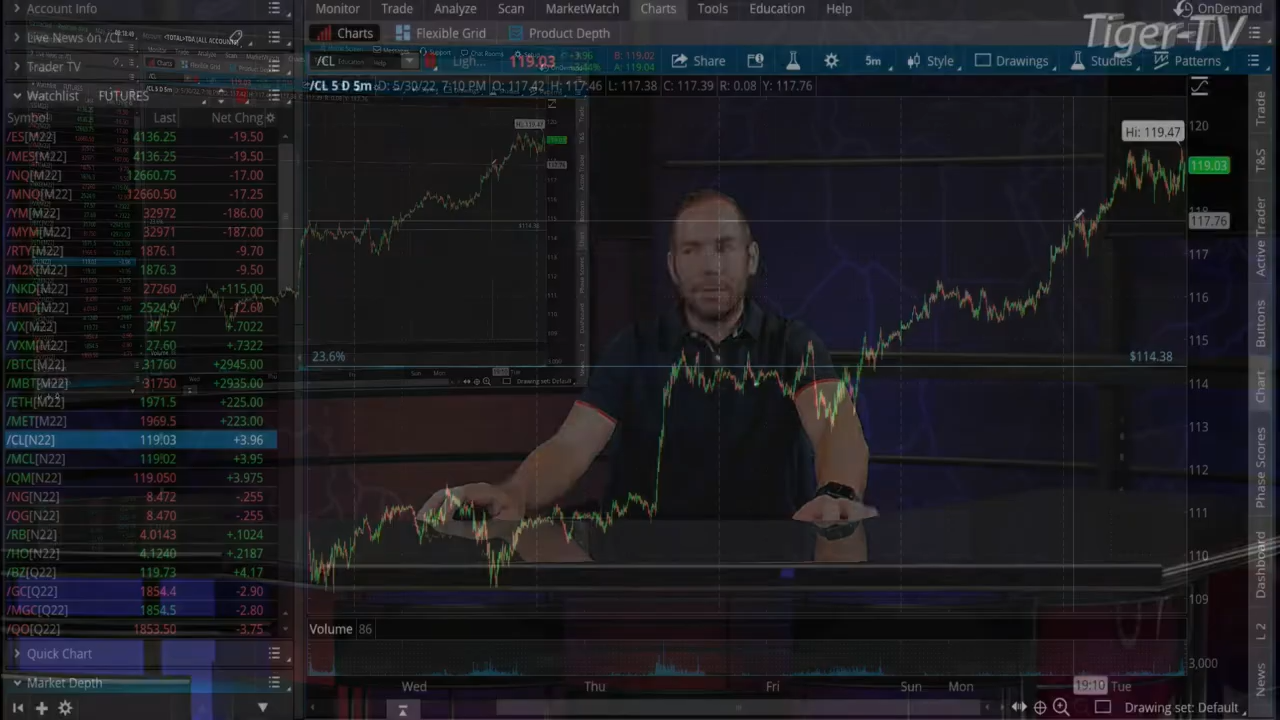 Account Info
Monitor Trade Analyze Scan MarketWatch Charts Tools Education Help OnDemand
Tiger-TV
Live News on /CL
Charts Flexible Grid Product Depth
Trader TV
/CL 119.03 B: 119.02 A: 119.04 Share 5m Style Drawings Studies Patterns
Watchlist FUTURES
/CL 5 D 5m D: 5/30/22, 7:10 PM O: 117.42 H: 117.46 L: 117.38 C: 117.39 R: 0.08 Y: 117.76
Symbol Last Net Chng
/ES[M22] 4136.25 -19.50
/MES[M22] 4136.25 -19.50
/NQ[M22] 12660.75 -17.00
/MNQ[M22] 12660.50 -17.25
/YM[M22] 32972 -186.00
/MYM[M22] 32971 -187.00
/RTY[M22] 1876.1 -9.70
/M2K[M22] 1876.3 -9.50
/NKD[M22] 27260 +115.00
/EMD[M22] 2524.9 -12.60
/VX[M22] 27.57 +.7022
/VXM[M22] 27.60 +.7322
/BTC[M22] 31760 +2945.00
/MBT[M22] 31750 +2935.00
/ETH[M22] 1971.5 +225.00
/MET[M22] 1969.5 +223.00
/CL[N22] 119.03 +3.96
/MCL[N22] 119.02 +3.95
/QM[N22] 119.050 +3.975
/NG[N22] 8.472 -.255
/QG[N22] 8.470 -.255
/RB[N22] 4.0143 +.1024
/HO[N22] 4.1240 +.2187
/BZ[Q22] 119.73 +4.17
/GC[Q22] 1854.4 -2.90
/MGC[Q22] 1854.5 -2.80
/QO[Q22] 1853.50 -3.75
Quick Chart
Market Depth
Hi: 119.47
120
119.03
118
117.76
117
116
115
23.6% $114.38
114
113
112
111
110
109
Volume 86
3,000
Wed Thu Fri Sun Mon 19:10 Tue
Drawing set: Default
Trade
T&S
Active Trader
Buttons
Chart
Phase Scores
Dashboard
L 2
News